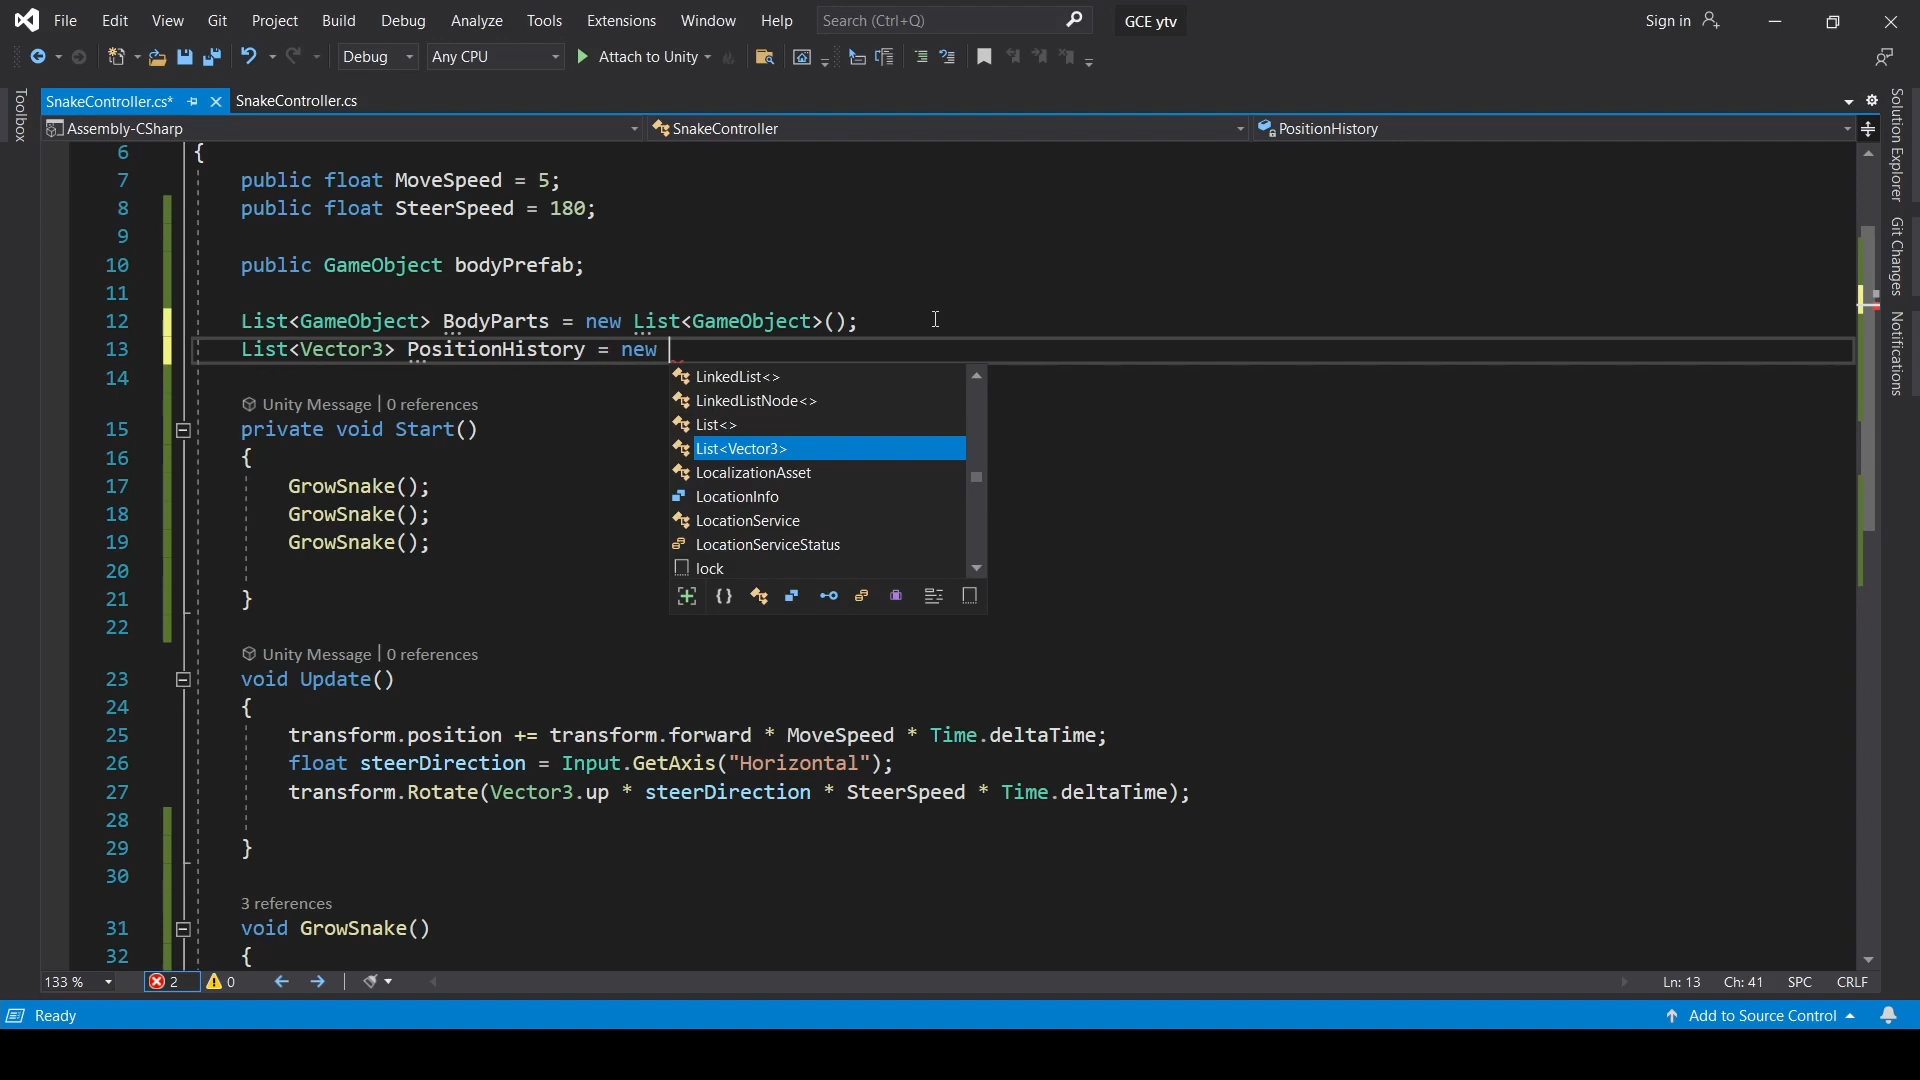 File Edit View Git Project Build Debug Analyze Tools Extensions Window Help Search (Ctrl+Q) GCE ytv Sign in
Debug Any CPU Attach to Unity
Toolbox
SnakeController.cs* SnakeController.cs
Assembly-CSharp SnakeController PositionHistory
6 {
7 public float MoveSpeed = 5;
8 public float SteerSpeed = 180;
9
10 public GameObject bodyPrefab;
11
12 List<GameObject> BodyParts = new List<GameObject>();
13 List<Vector3> PositionHistory = new
14
LinkedList<>
LinkedListNode<>
List<>
List<Vector3>
LocalizationAsset
LocationInfo
LocationService
LocationServiceStatus
lock
Unity Message | 0 references
15 private void Start()
16 {
17 GrowSnake();
18 GrowSnake();
19 GrowSnake();
20
21 }
22
Unity Message | 0 references
23 void Update()
24 {
25 transform.position += transform.forward * MoveSpeed * Time.deltaTime;
26 float steerDirection = Input.GetAxis("Horizontal");
27 transform.Rotate(Vector3.up * steerDirection * SteerSpeed * Time.deltaTime);
28
29 }
30
3 references
31 void GrowSnake()
32 {
Solution Explorer
Git Changes
Notifications
133 % 2 0 Ln: 13 Ch: 41 SPC CRLF
Ready Add to Source Control